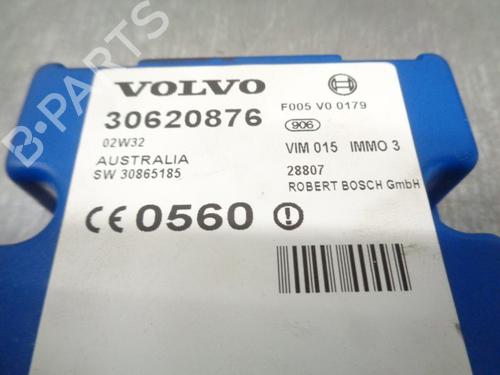 B-PARTS
VOLVO
30620876
02W32
AUSTRALIA
SW 30865185
CE 0560
BOSCH
F005 V0 0179
906
VIM 015 IMMO 3
28807
ROBERT BOSCH GmbH